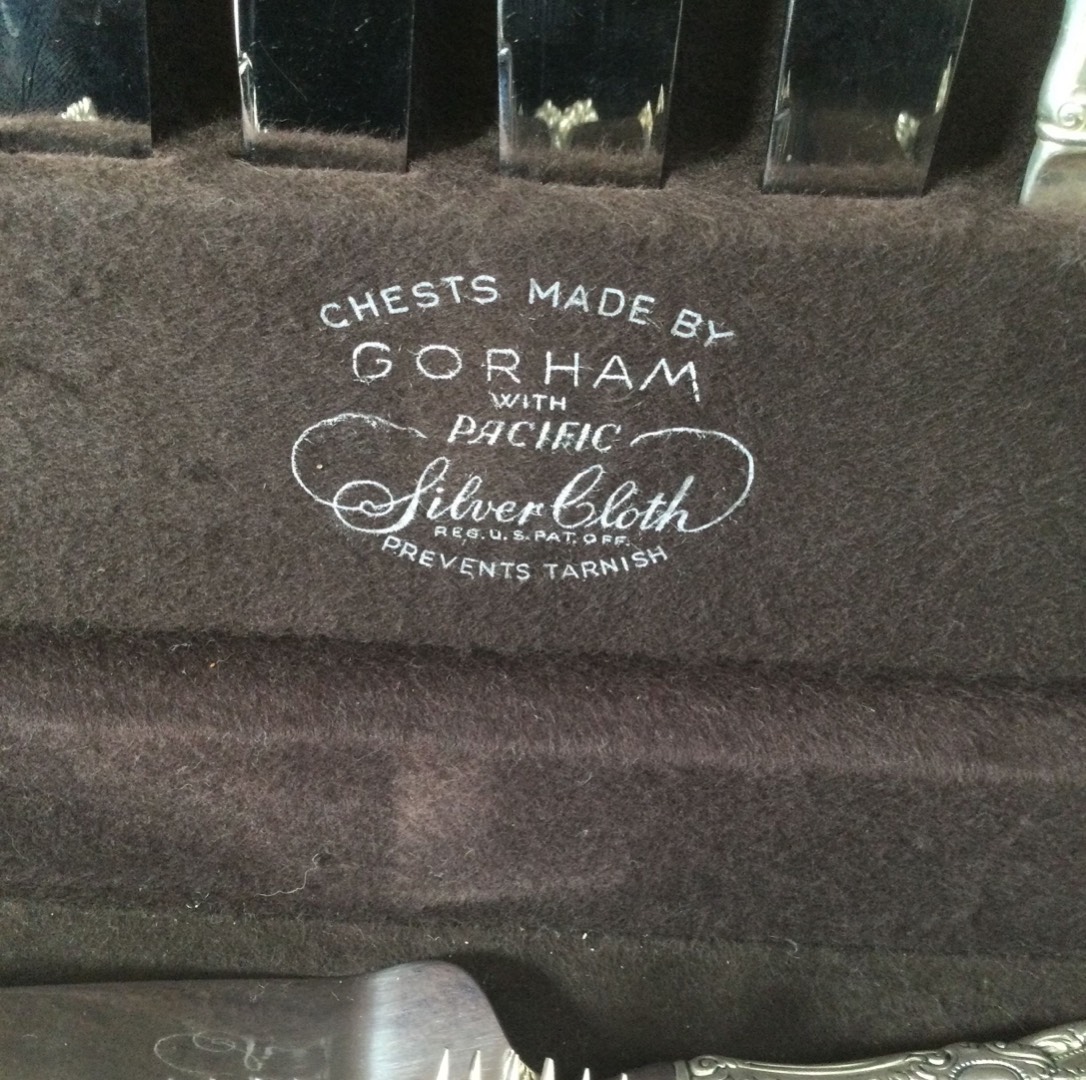 CHESTS MADE BY
GORHAM
WITH
PACIFIC
Silver Cloth
REG. U.S. PAT. OFF.
PREVENTS TARNISH